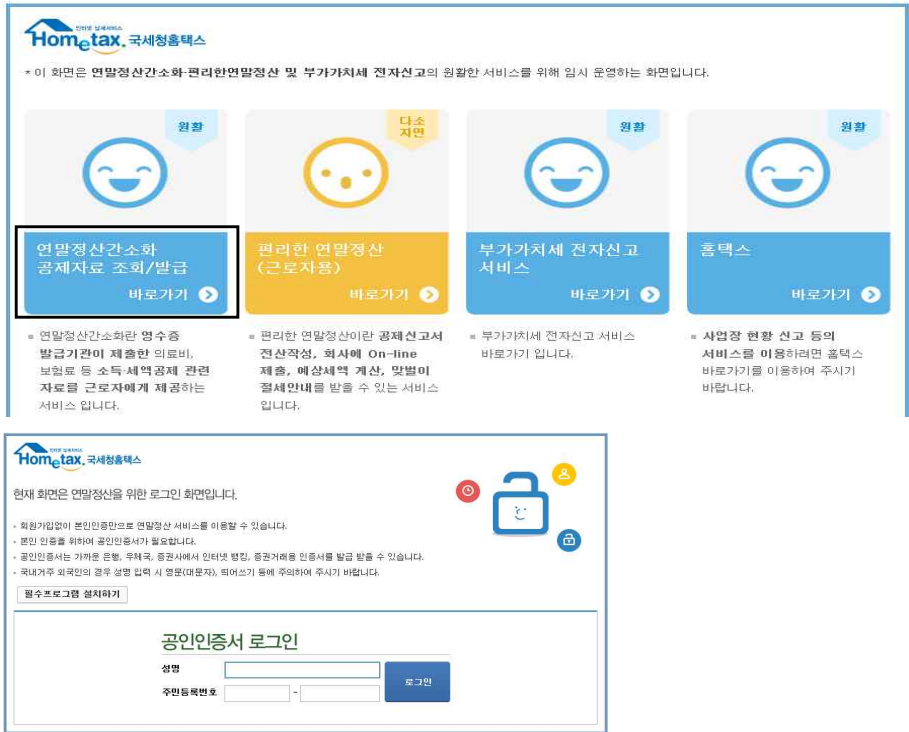 인터넷 납세서비스
Hometax. 국세청홈택스
* 이 화면은 연말정산간소화·편리한연말정산 및 부가가치세 전자신고의 원활한 서비스를 위해 임시 운영하는 화면입니다.
원활
다소
지연
원활
원활
연말정산간소화
공제자료 조회/발급
바로가기
편리한 연말정산
(근로자용)
바로가기
부가가치세 전자신고
서비스
바로가기
홈택스
바로가기
연말정산간소화란 영수증
발급기관이 제출한 의료비,
보험료 등 소득·세액공제 관련
자료를 근로자에게 제공하는
서비스 입니다.
편리한 연말정산이란 공제신고서
전산작성, 회사에 On-line
제출, 예상세액 계산, 맞벌이
절세안내를 받을 수 있는 서비스
입니다.
부가가치세 전자신고 서비스
바로가기 입니다.
사업장 현황 신고 등의
서비스를 이용하려면 홈택스
바로가기를 이용하여 주시기
바랍니다.
인터넷 납세서비스
Hometax. 국세청홈택스
현재 화면은 연말정산을 위한 로그인 화면입니다.
- 회원가입없이 본인인증만으로 연말정산 서비스를 이용할 수 있습니다.
- 본인 인증을 위하여 공인인증서가 필요합니다.
- 공인인증서는 가까운 은행, 우체국, 증권사에서 인터넷 뱅킹, 증권거래용 인증서를 발급 받을 수 있습니다.
- 국내거주 외국인의 경우 성명 입력 시 영문(대문자), 띄어쓰기 등에 주의하여 주시기 바랍니다.
필수프로그램 설치하기
공인인증서 로그인
성명
주민등록번호 -
로그인